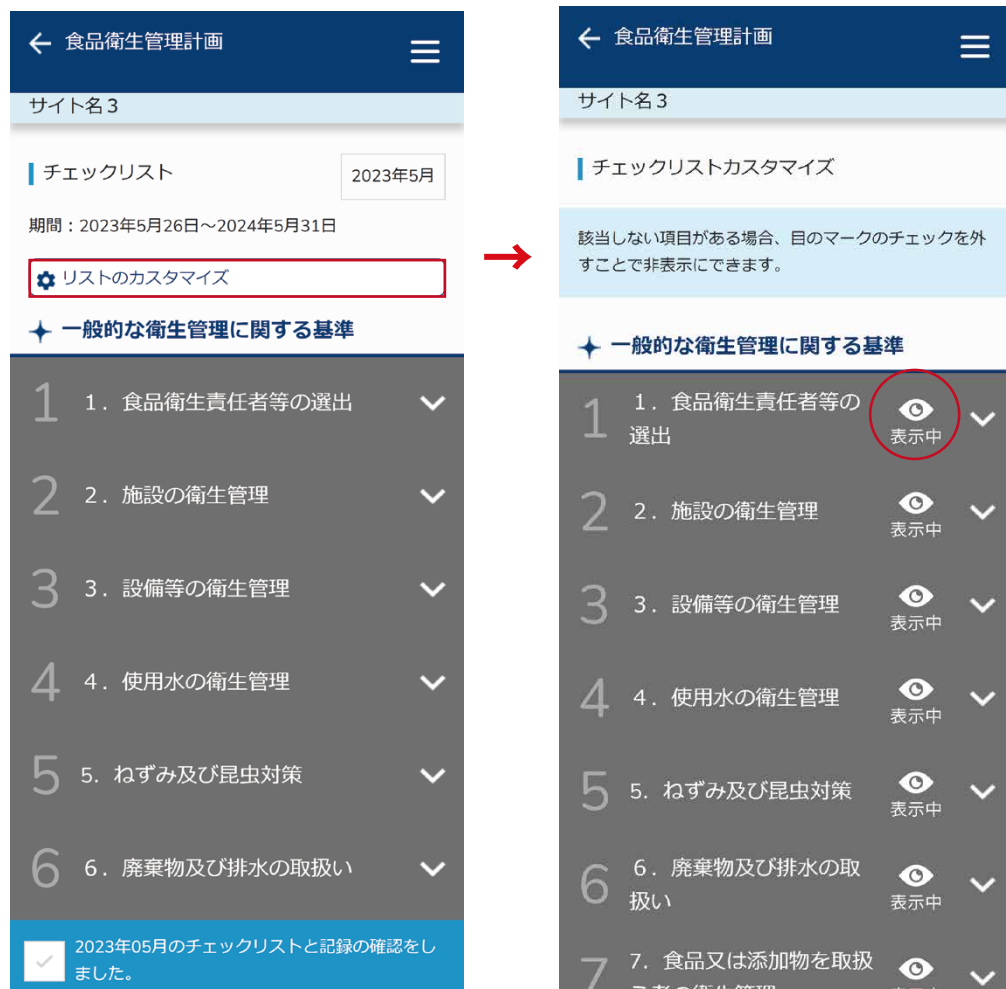 食品衛生管理計画
サイト名3
チェックリスト
2023年5月
期間：2023年5月26日～2024年5月31日
リストのカスタマイズ
一般的な衛生管理に関する基準
1
1．食品衛生責任者等の選出
2
2．施設の衛生管理
3
3．設備等の衛生管理
4
4．使用水の衛生管理
5
5．ねずみ及び昆虫対策
6
6．廃棄物及び排水の取扱い
2023年05月のチェックリストと記録の確認をし
ました。
食品衛生管理計画
サイト名3
チェックリストカスタマイズ
該当しない項目がある場合、目のマークのチェックを外
すことで非表示にできます。
一般的な衛生管理に関する基準
1
1．食品衛生責任者等の
選出
表示中
2
2．施設の衛生管理
表示中
3
3．設備等の衛生管理
表示中
4
4．使用水の衛生管理
表示中
5
5．ねずみ及び昆虫対策
表示中
6
6．廃棄物及び排水の取
扱い
表示中
7
7．食品又は添加物を取扱